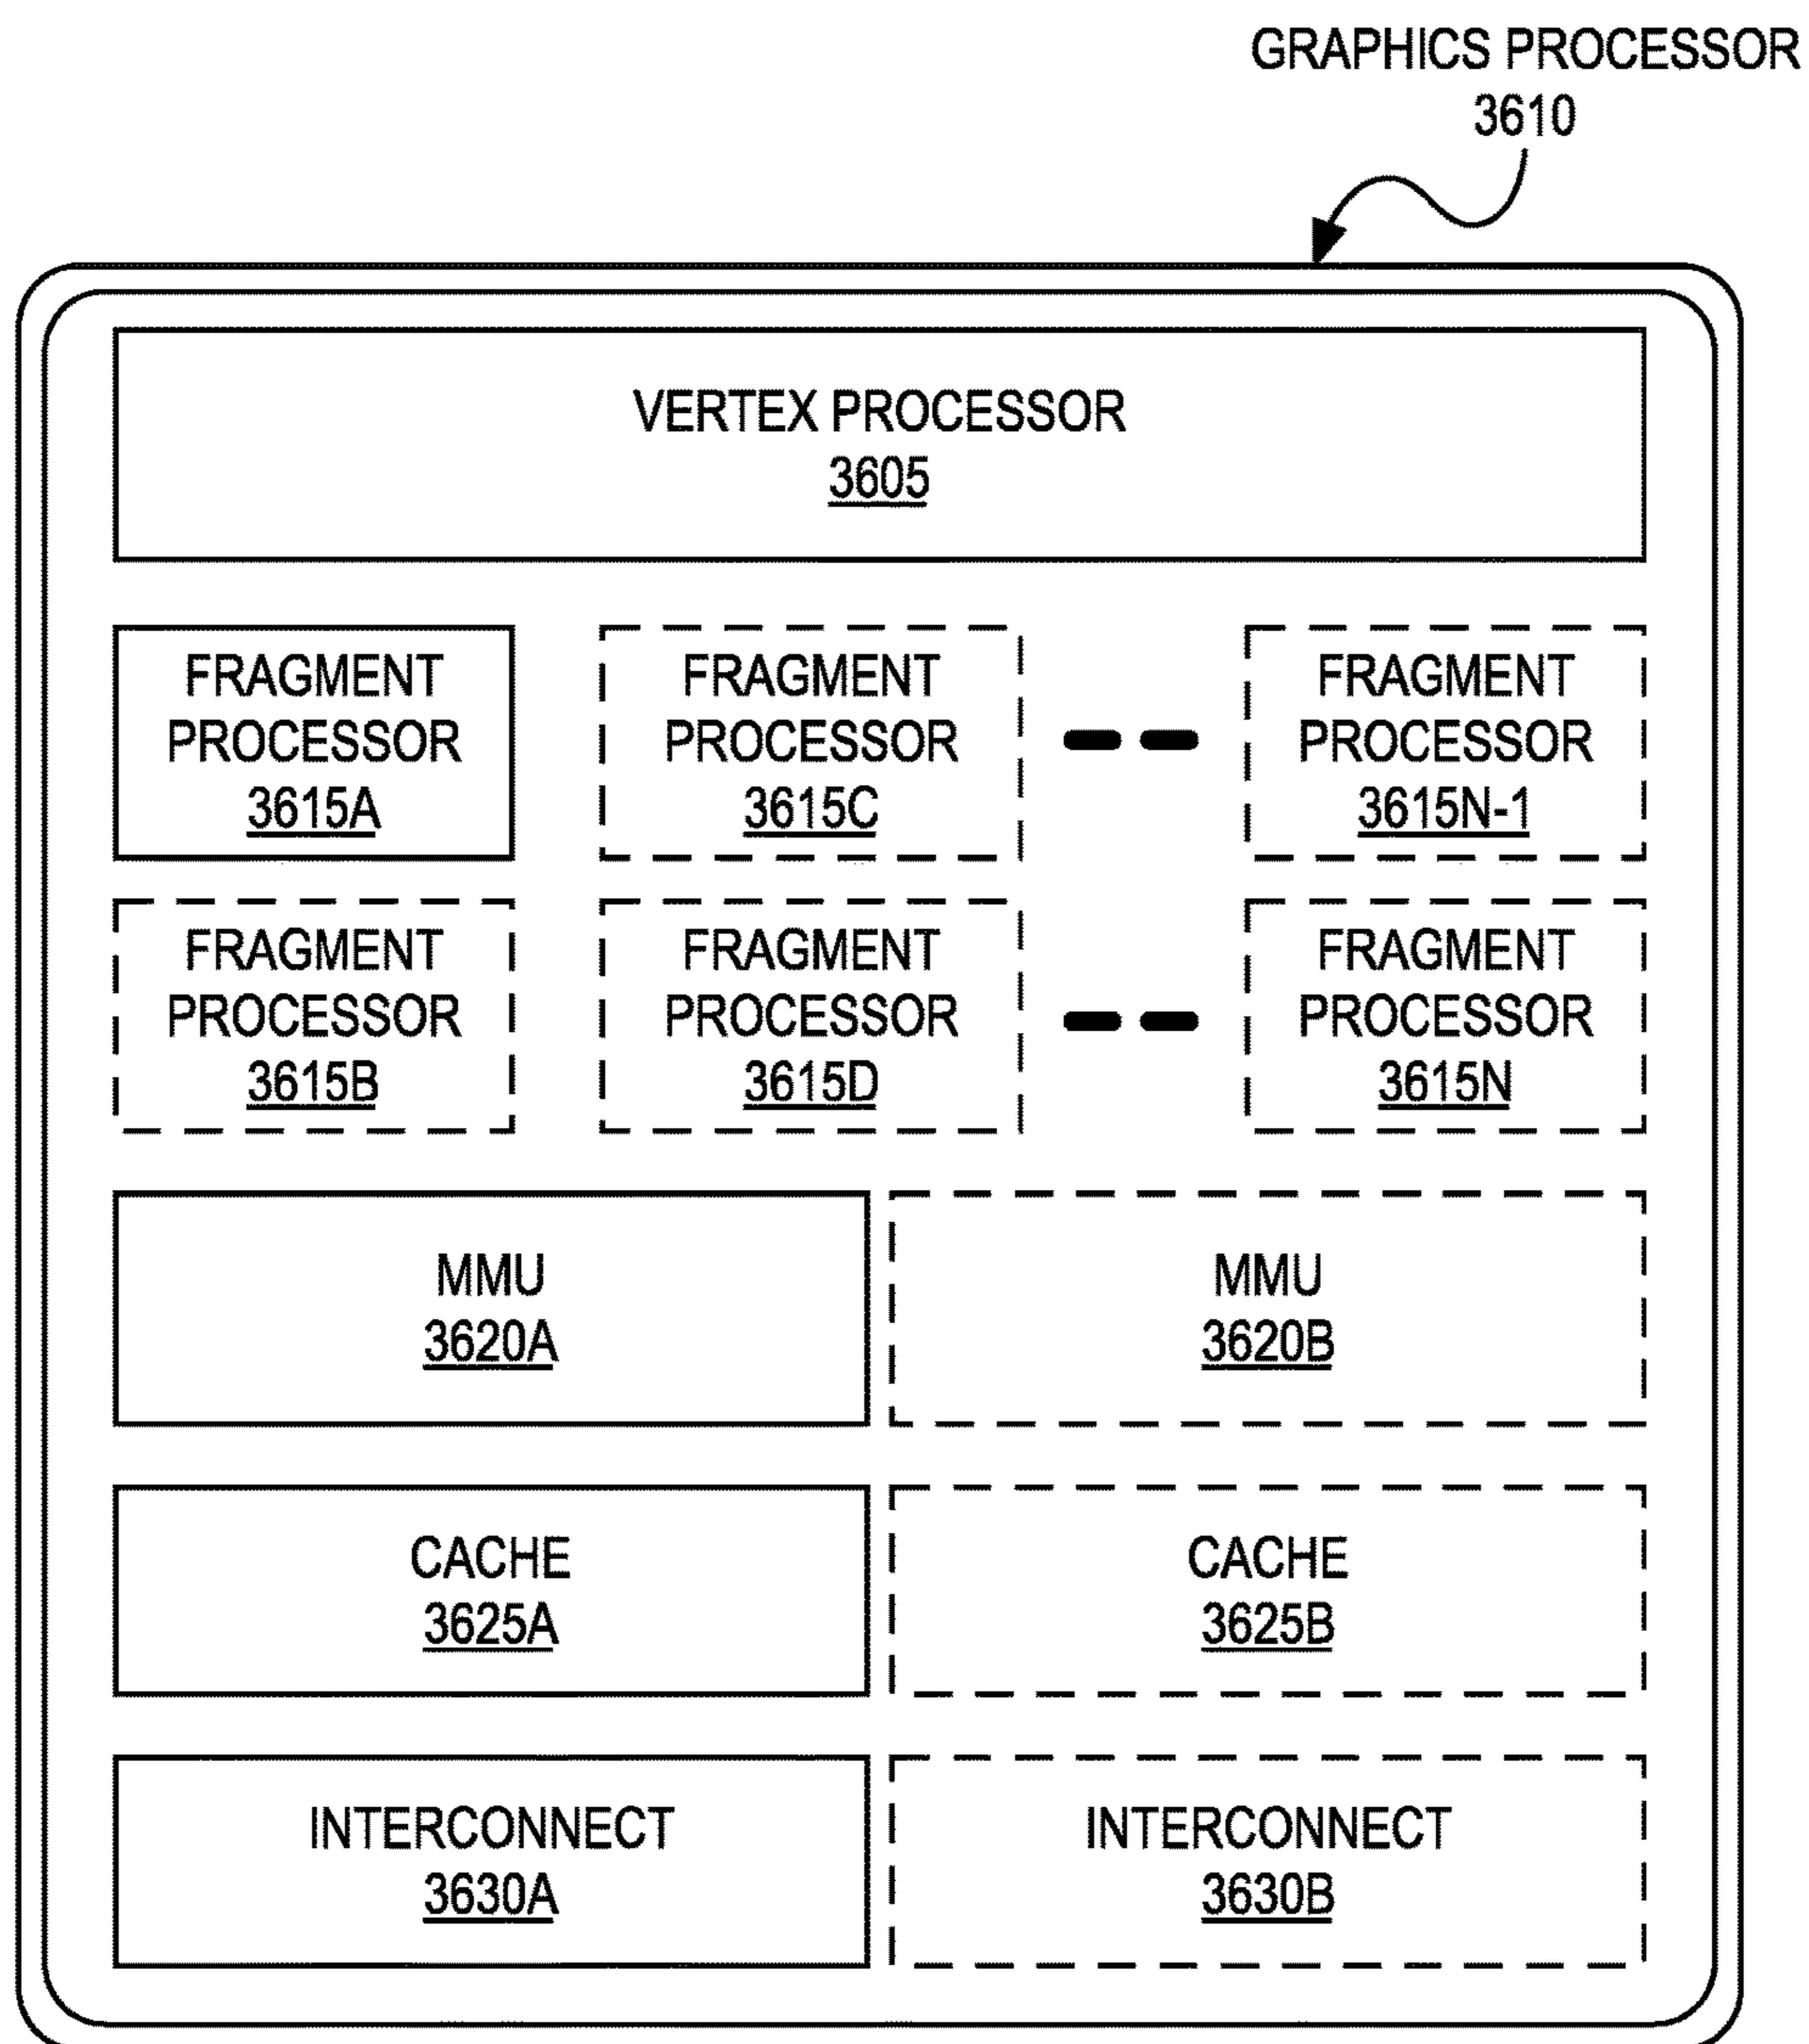 GRAPHICS PROCESSOR
3610
VERTEX PROCESSOR
3605
FRAGMENT
PROCESSOR
3615A
FRAGMENT
PROCESSOR
3615C
FRAGMENT
PROCESSOR
3615N-1
FRAGMENT
PROCESSOR
3615B
FRAGMENT
PROCESSOR
3615D
FRAGMENT
PROCESSOR
3615N
MMU
3620A
MMU
3620B
CACHE
3625A
CACHE
3625B
INTERCONNECT
3630A
INTERCONNECT
3630B